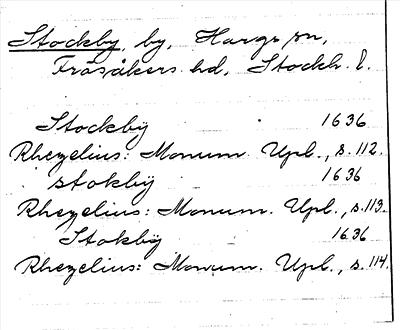 Stockby, by, Hargs sn,
Frösåkers hd, Stockh. l.
Stockbÿ 1636
Rhezelius: Monum. Upl., s. 112.
Stokbÿ 1636
Rhezelius: Monum. Upl., s. 113.
Stokbÿ 1636
Rhezelius: Monum. Upl., s. 114.